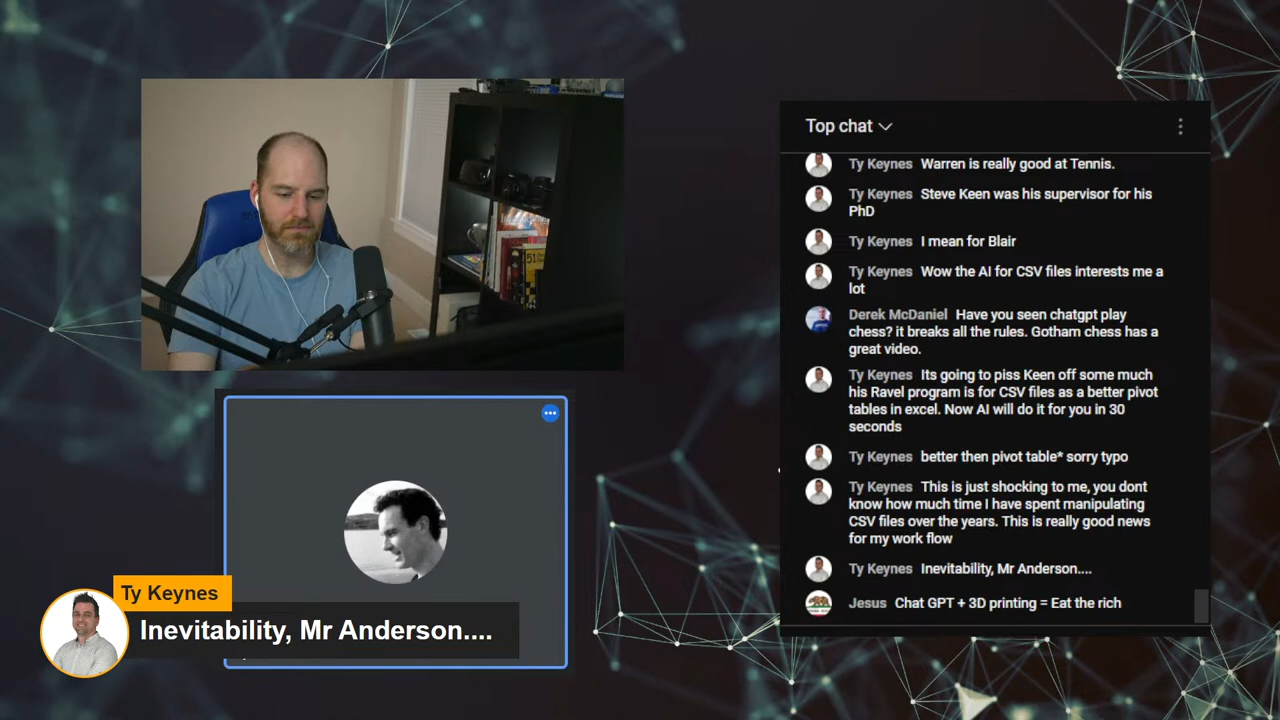 Top chat
Ty Keynes Warren is really good at Tennis.
Ty Keynes Steve Keen was his supervisor for his
PhD
Ty Keynes I mean for Blair
Ty Keynes Wow the AI for CSV files interests me a
lot
Derek McDaniel Have you seen chatgpt play
chess? it breaks all the rules. Gotham chess has a
great video.
Ty Keynes Its going to piss Keen off some much
his Ravel program is for CSV files as a better pivot
tables in excel. Now AI will do it for you in 30
seconds
Ty Keynes better then pivot table* sorry typo
Ty Keynes This is just shocking to me, you dont
know how much time I have spent manipulating
CSV files over the years. This is really good news
for my work flow
Ty Keynes Inevitability, Mr Anderson....
Jesus Chat GPT + 3D printing = Eat the rich
Ty Keynes
Inevitability, Mr Anderson....
51